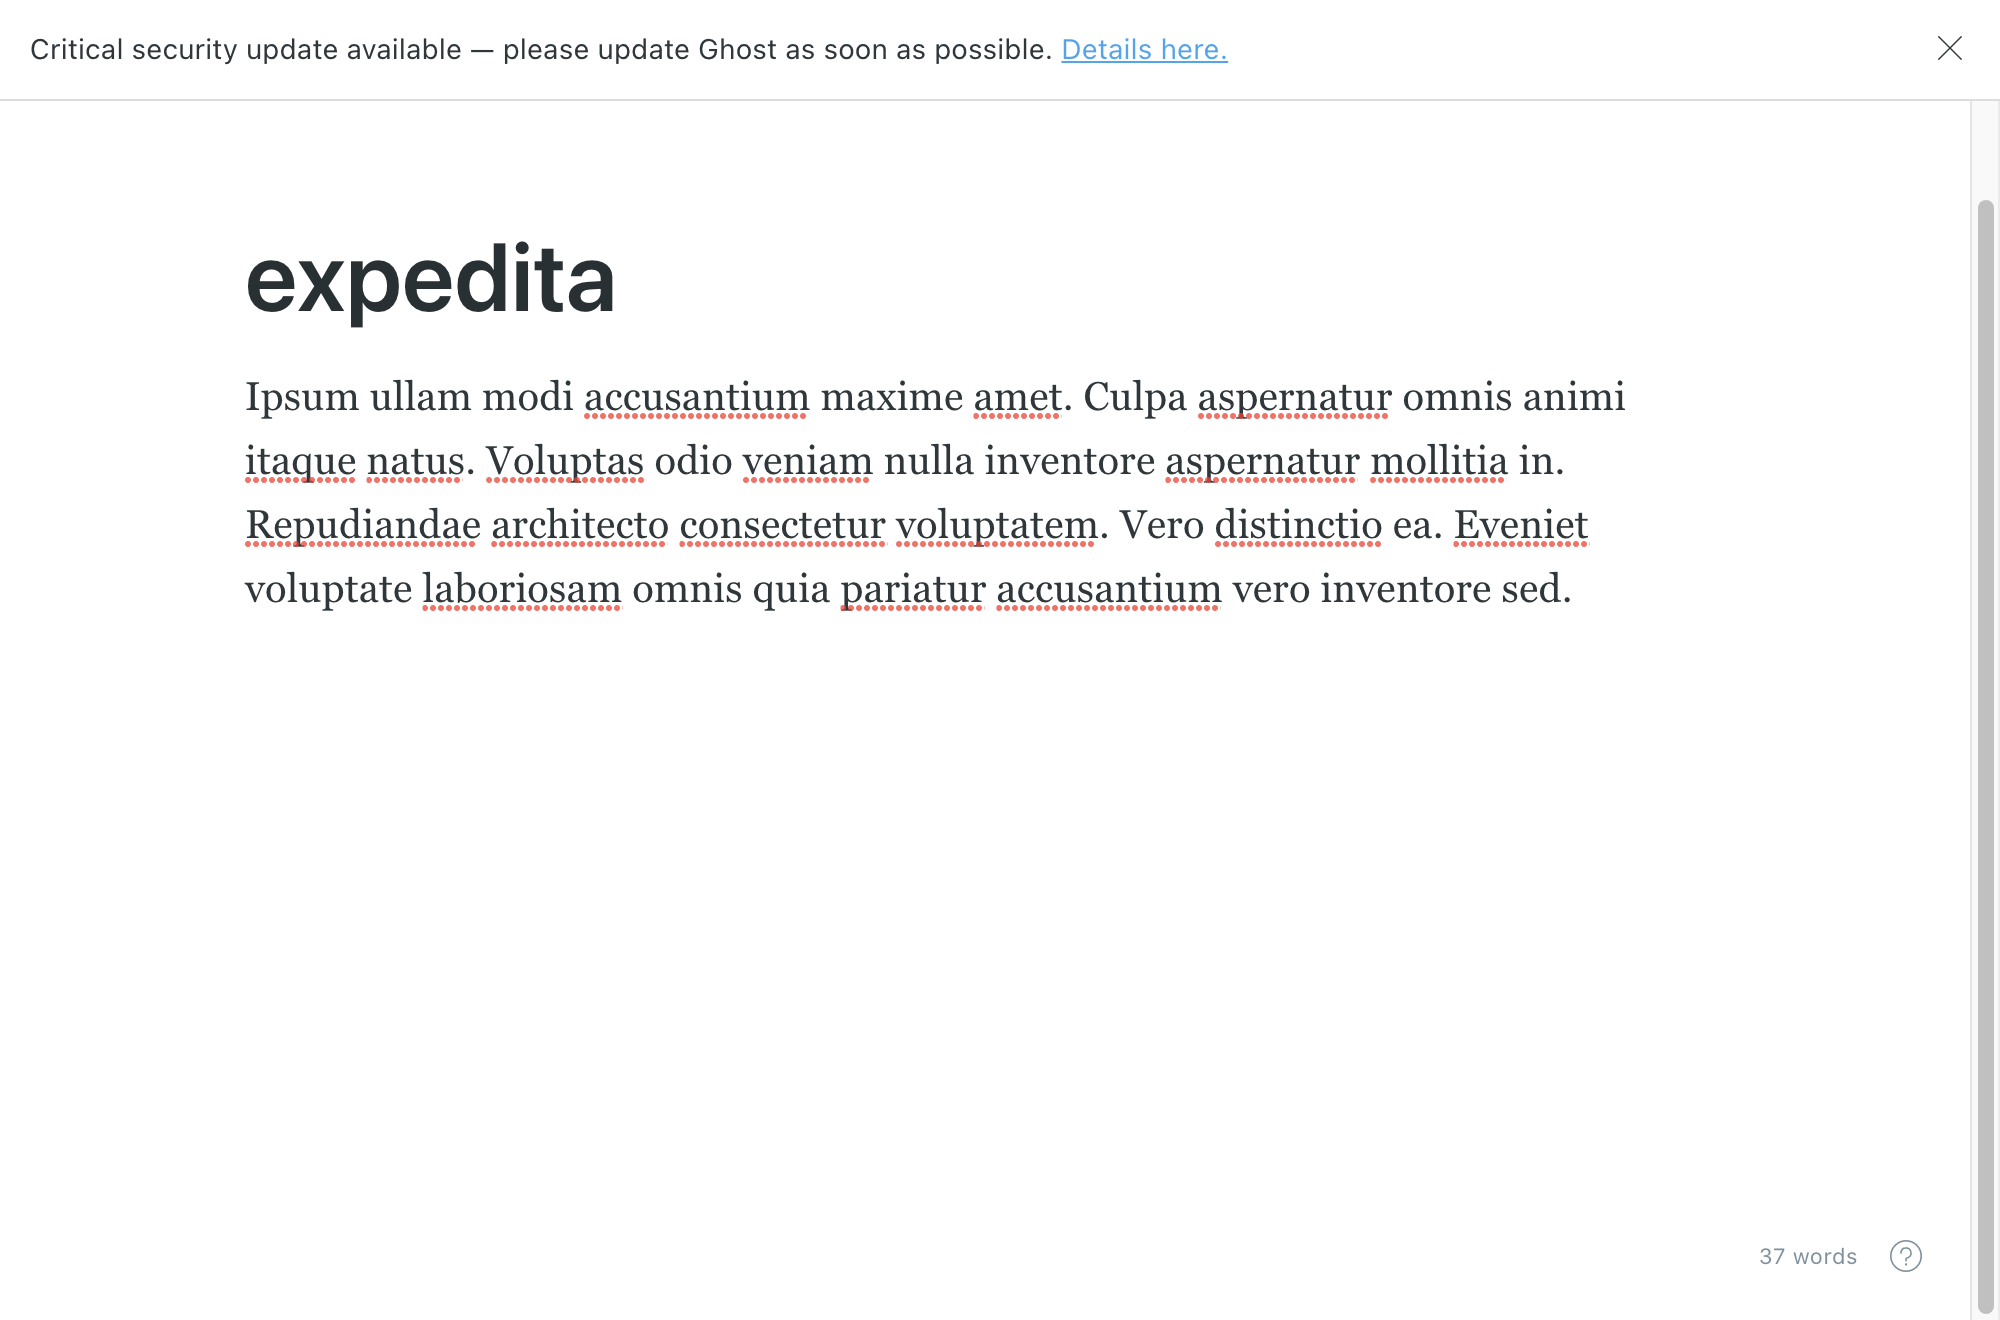 Critical security update available — please update Ghost as soon as possible. Details here.
expedita
Ipsum ullam modi accusantium maxime amet. Culpa aspernatur omnis animi
itaque natus. Voluptas odio veniam nulla inventore aspernatur mollitia in.
Repudiandae architecto consectetur voluptatem. Vero distinctio ea. Eveniet
voluptate laboriosam omnis quia pariatur accusantium vero inventore sed.
37 words
?